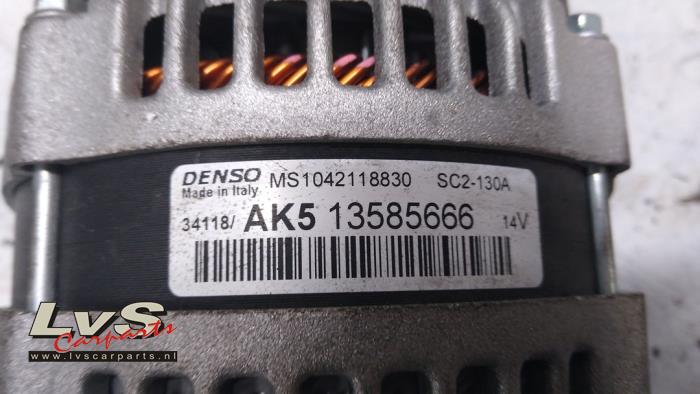 DENSO MS1042118830 SC2-130A
Made in Italy
34118/ AK5 13585666 14V
LvS
Carparts
www.lvscarparts.nl